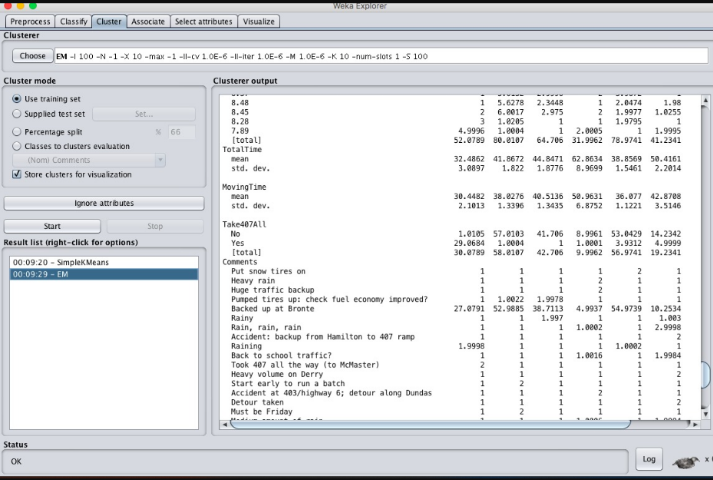 Weka Explorer
Preprocess Classify Cluster Associate Select attributes Visualize
Clusterer
Choose EM -I 100 -N -1 -X 10 -max -1 -ll-cv 1.0E-6 -ll-iter 1.0E-6 -M 1.0E-6 -K 10 -num-slots 1 -S 100
Cluster mode
Use training set
Supplied test set Set...
Percentage split % 66
Classes to clusters evaluation
(Nom) Comments
Store clusters for visualization
Ignore attributes
Start Stop
Result list (right-click for options)
00:09:20 - SimpleKMeans
00:09:29 - EM
Clusterer output
8.48 1 5.6278 2.3448 1 2.0474 1.98
8.45 2 6.0017 2.975 2 1.9977 1.0255
8.28 3 1.0205 1 1 1.9795 1
7.89 4.9996 1.0004 1 2.0005 1 1.9995
[total] 52.0789 80.0107 64.706 31.9962 78.9741 41.2341
TotalTime
mean 32.4862 41.8672 44.8471 62.8634 38.8569 50.4161
std. dev. 3.0897 1.822 1.8776 8.9699 1.5461 2.2014
MovingTime
mean 30.4482 38.0276 40.5136 50.9631 36.077 42.8708
std. dev. 2.1013 1.3396 1.3435 6.8752 1.1221 3.5146
Take407All
No 1.0105 57.0103 41.706 8.9961 53.0429 14.2342
Yes 29.0684 1.0004 1 1.0001 3.9312 4.9999
[total] 30.0789 58.0107 42.706 9.9962 56.9741 19.2341
Comments
Put snow tires on 1 1 1 1 2 1
Heavy rain 1 1 1 2 1 1
Huge traffic backup 1 1 1 2 1 1
Pumped tires up: check fuel economy improved? 1 1.0022 1.9978 1 1 1
Backed up at Bronte 27.0791 52.9885 38.7113 4.9937 54.9739 10.2534
Rainy 1 1 1.997 1 1 1.003
Rain, rain, rain 1 1 1 1.0002 1 2.9998
Accident: backup from Hamilton to 407 ramp 1 1 1 1 1 2
Raining 1.9998 1 1 1 1.0002 1
Back to school traffic? 1 1 1 1.0016 1 1.9984
Took 407 all the way (to McMaster) 2 1 1 1 1 1
Heavy volume on Derry 1 1 1 1 1 2
Start early to run a batch 1 2 1 1 1 1
Accident at 403/highway 6; detour along Dundas 1 1 1 2 1 1
Detour taken 1 1 1 1 1 2
Must be Friday 1 2 1 1 1 1
Status
OK
Log
x